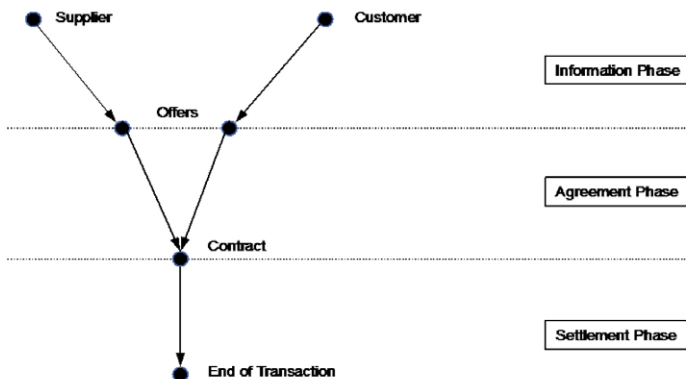 Supplier
Customer
Information Phase
Offers
Agreement Phase
Contract
Settlement Phase
End of Transaction